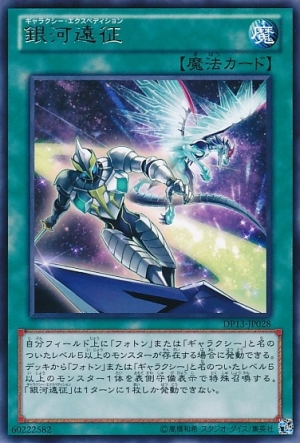 ギャラクシー・エクスペディション
銀河遠征
魔
【魔法カード】
DP13-JP028
自分フィールド上に「フォトン」または「ギャラクシー」と名の
ついたレベル5以上のモンスターが存在する場合に発動できる。
デッキから「フォトン」または「ギャラクシー」と名のついたレベル5
以上のモンスター1体を表側守備表示で特殊召喚する。
「銀河遠征」は1ターンに1枚しか発動できない。
60222582
©高橋和希 スタジオ・ダイス/集英社